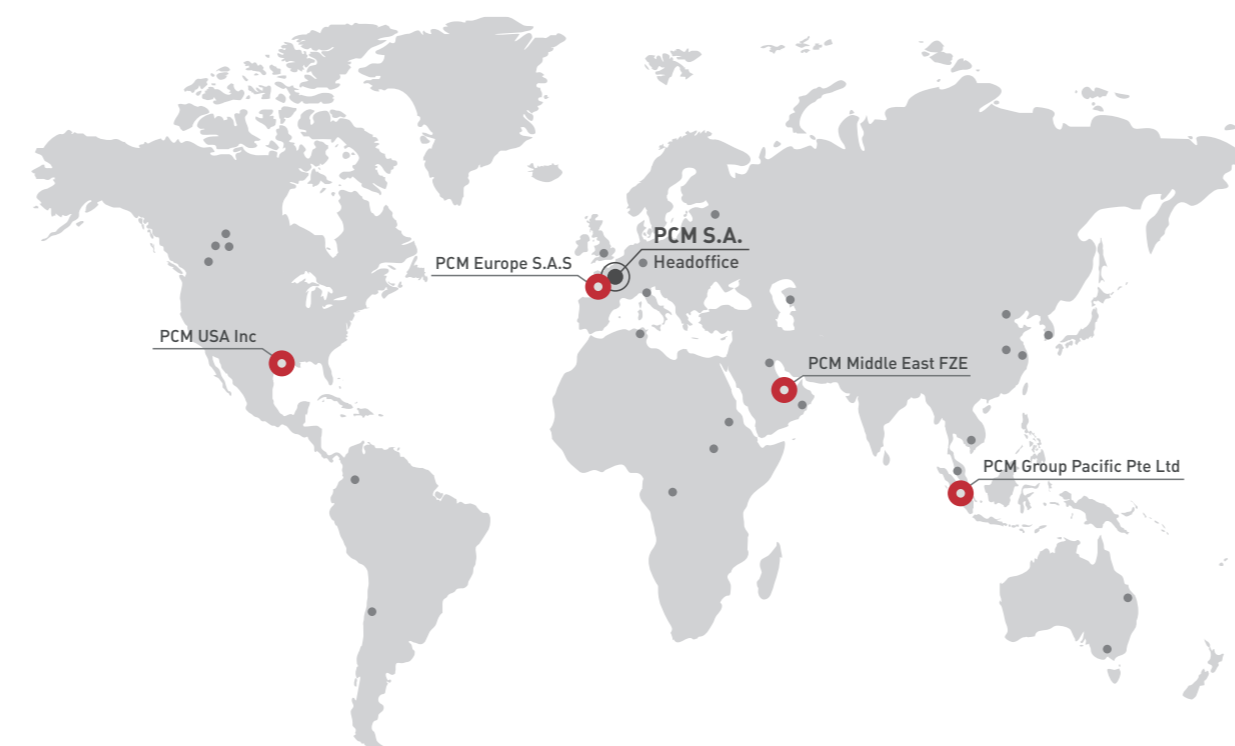 PCM S.A.
Headoffice
PCM Europe S.A.S
PCM USA Inc
PCM Middle East FZE
PCM Group Pacific Pte Ltd